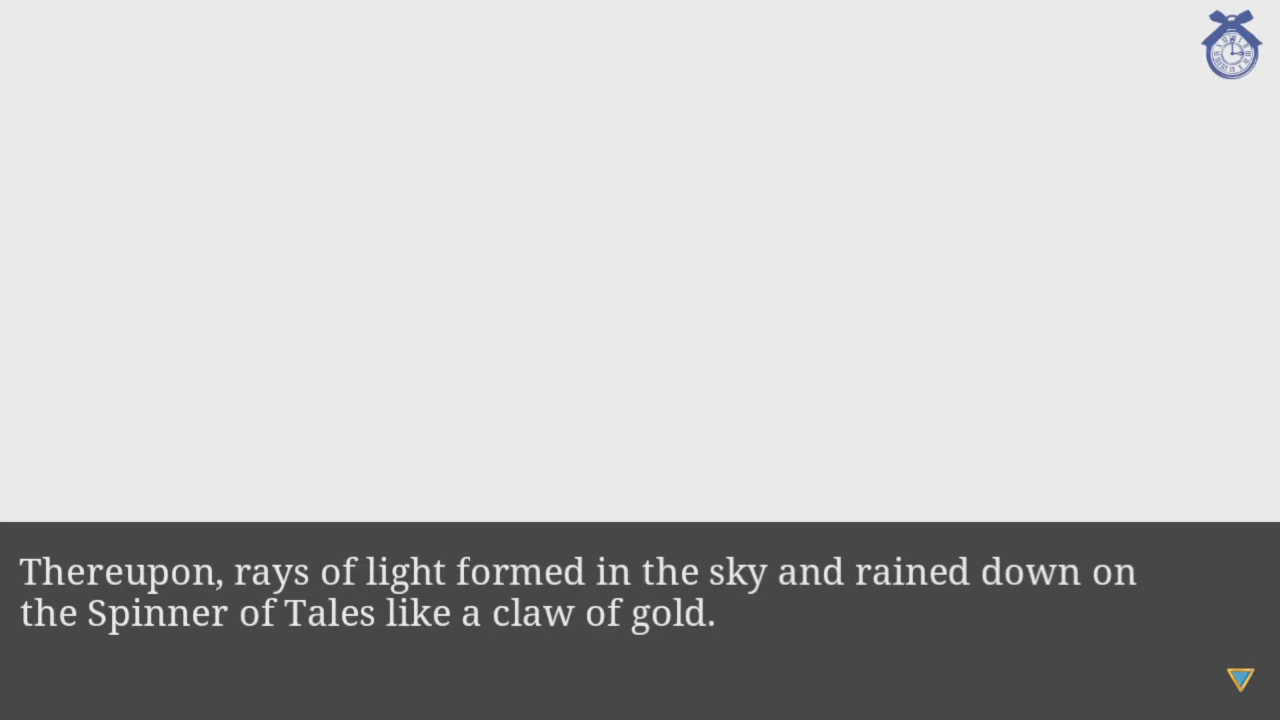 Thereupon, rays of light formed in the sky and rained down on
the Spinner of Tales like a claw of gold.